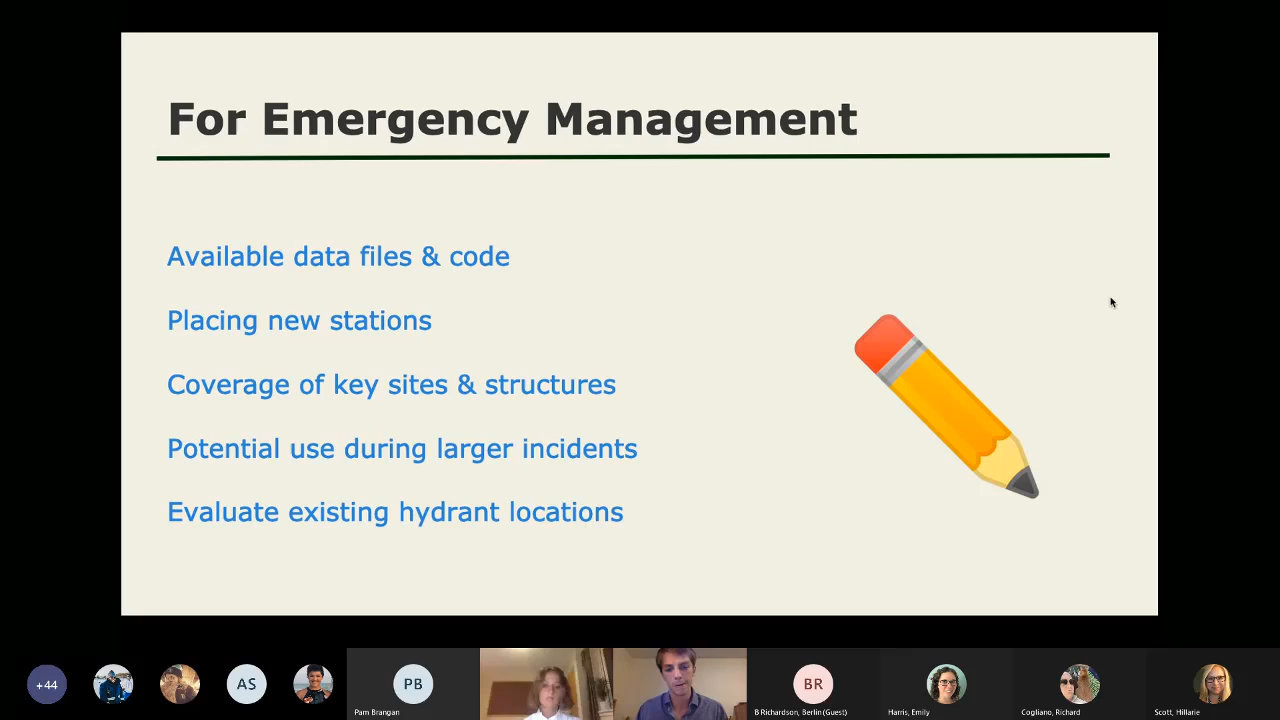 For Emergency Management
Available data files & code
Placing new stations
Coverage of key sites & structures
Potential use during larger incidents
Evaluate existing hydrant locations
+44
AS
PB
BR
Pam Brangan
B Richardson, Berlin (Guest)
Harris, Emily
Cogliano, Richard
Scott, Hillarie